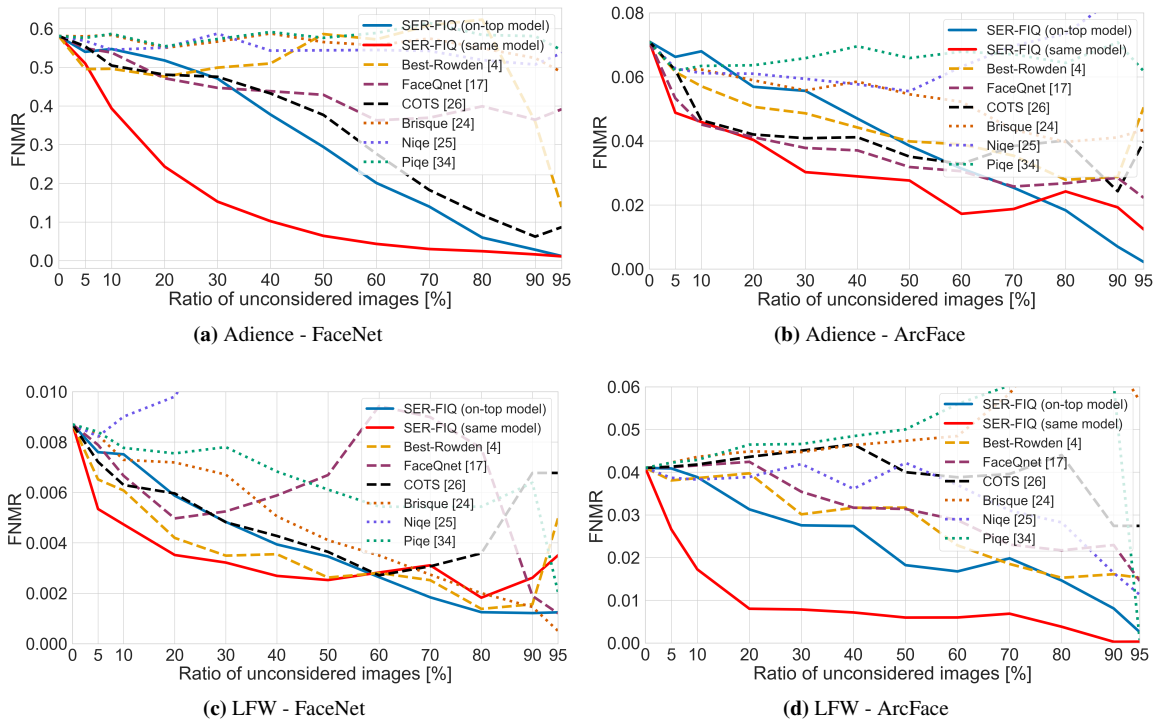 0.6
0.5
0.4
0.3
0.2
0.1
0.0
FNMR
SER-FIQ (on-top model)
SER-FIQ (same model)
Best-Rowden [4]
FaceQnet [17]
COTS [26]
Brisque [24]
Niqe [25]
Piqe [34]
0 5 10 20 30 40 50 60 70 80 90 95
Ratio of unconsidered images [%]
(a) Adience - FaceNet
0.08
0.06
0.04
0.02
0.00
FNMR
SER-FIQ (on-top model)
SER-FIQ (same model)
Best-Rowden [4]
FaceQnet [17]
COTS [26]
Brisque [24]
Niqe [25]
Piqe [34]
0 5 10 20 30 40 50 60 70 80 90 95
Ratio of unconsidered images [%]
(b) Adience - ArcFace
0.010
0.008
0.006
0.004
0.002
0.000
FNMR
SER-FIQ (on-top model)
SER-FIQ (same model)
Best-Rowden [4]
FaceQnet [17]
COTS [26]
Brisque [24]
Niqe [25]
Piqe [34]
0 5 10 20 30 40 50 60 70 80 90 95
Ratio of unconsidered images [%]
(c) LFW - FaceNet
0.06
0.05
0.04
0.03
0.02
0.01
0.00
FNMR
SER-FIQ (on-top model)
SER-FIQ (same model)
Best-Rowden [4]
FaceQnet [17]
COTS [26]
Brisque [24]
Niqe [25]
Piqe [34]
0 5 10 20 30 40 50 60 70 80 90 95
Ratio of unconsidered images [%]
(d) LFW - ArcFace